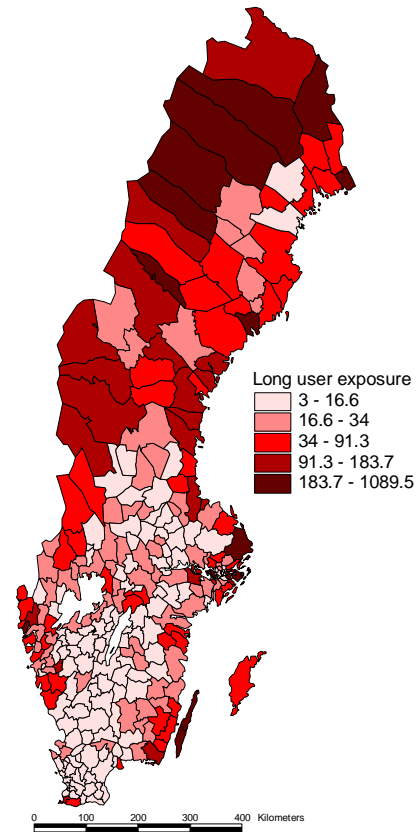 Long user exposure
3 - 16.6
16.6 - 34
34 - 91.3
91.3 - 183.7
183.7 - 1089.5
0 100 200 300 400 Kilometers